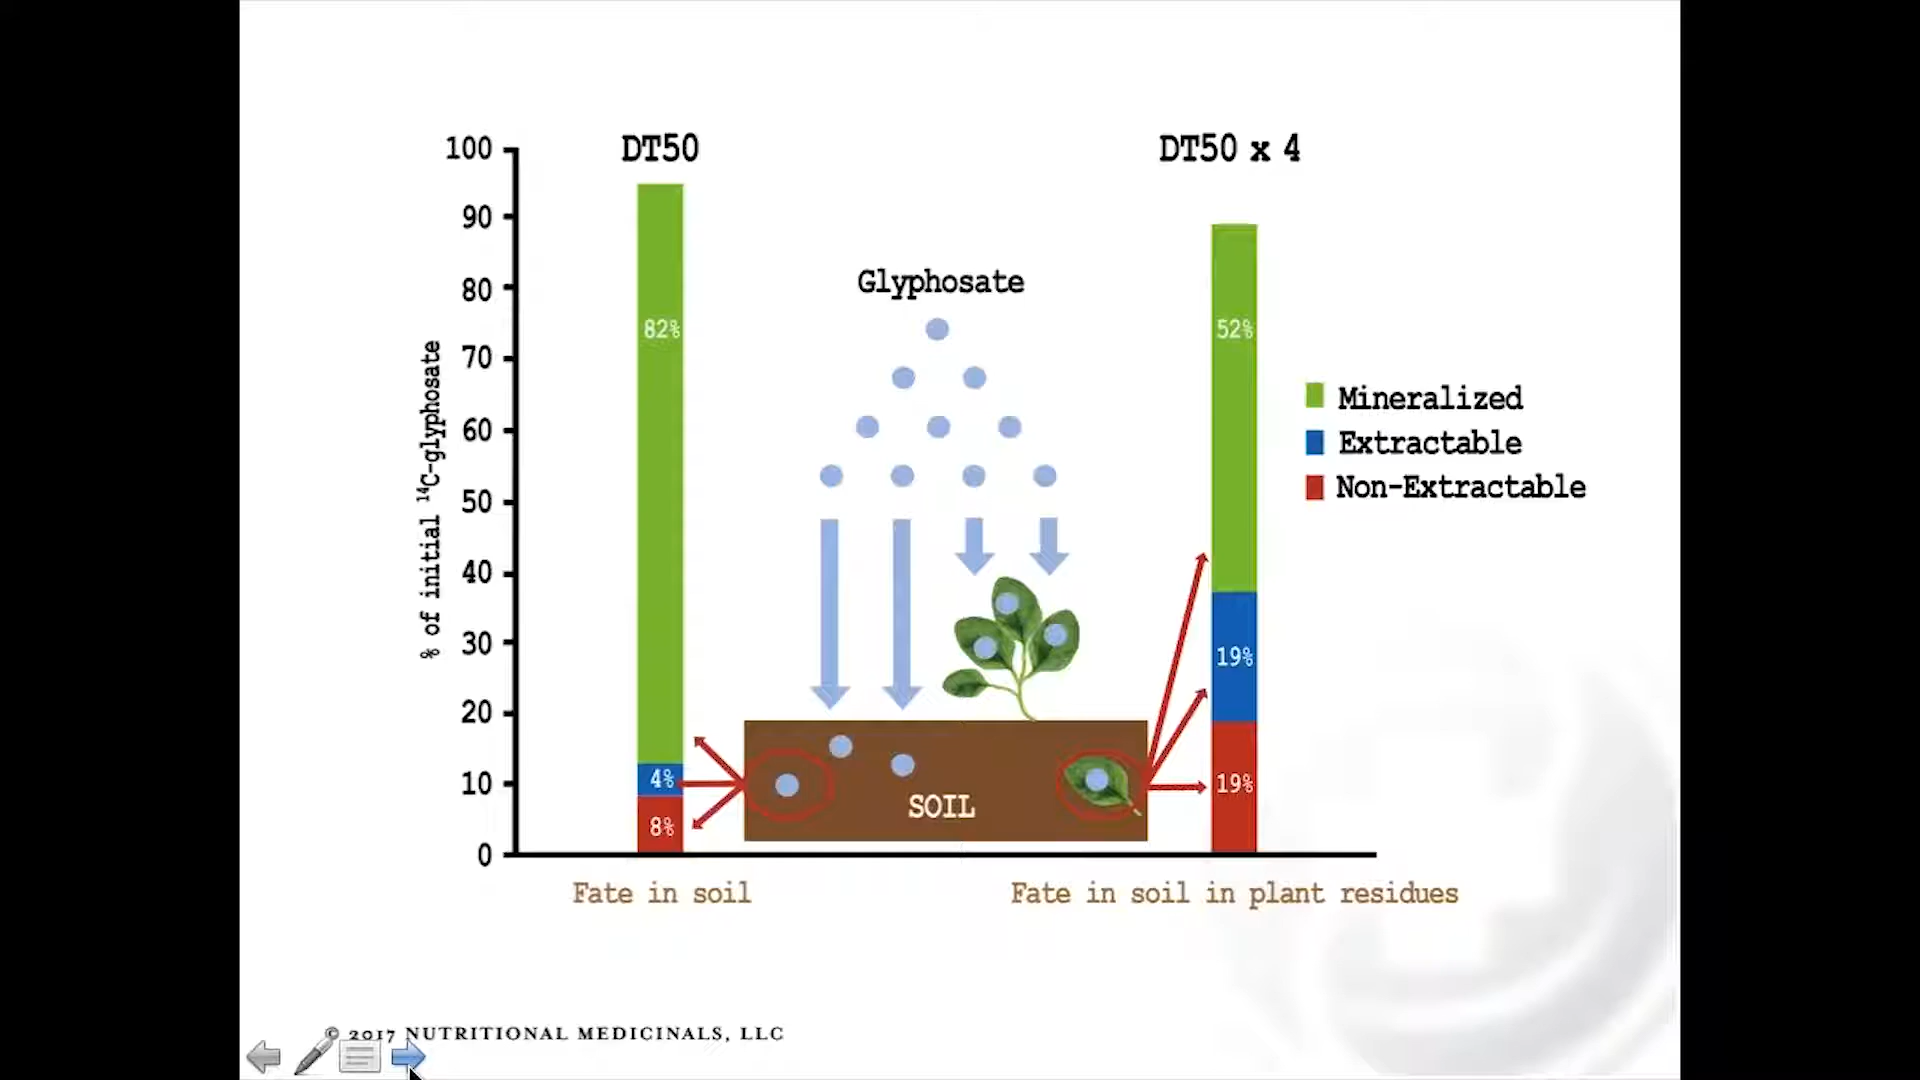 DT50
DT50 x 4
100
90
80
70
60
50
40
30
20
10
0
% of initial ¹⁴C-glyphosate
82%
4%
8%
Glyphosate
SOIL
52%
19%
19%
Mineralized
Extractable
Non-Extractable
Fate in soil
Fate in soil in plant residues
© 2017 NUTRITIONAL MEDICINALS, LLC